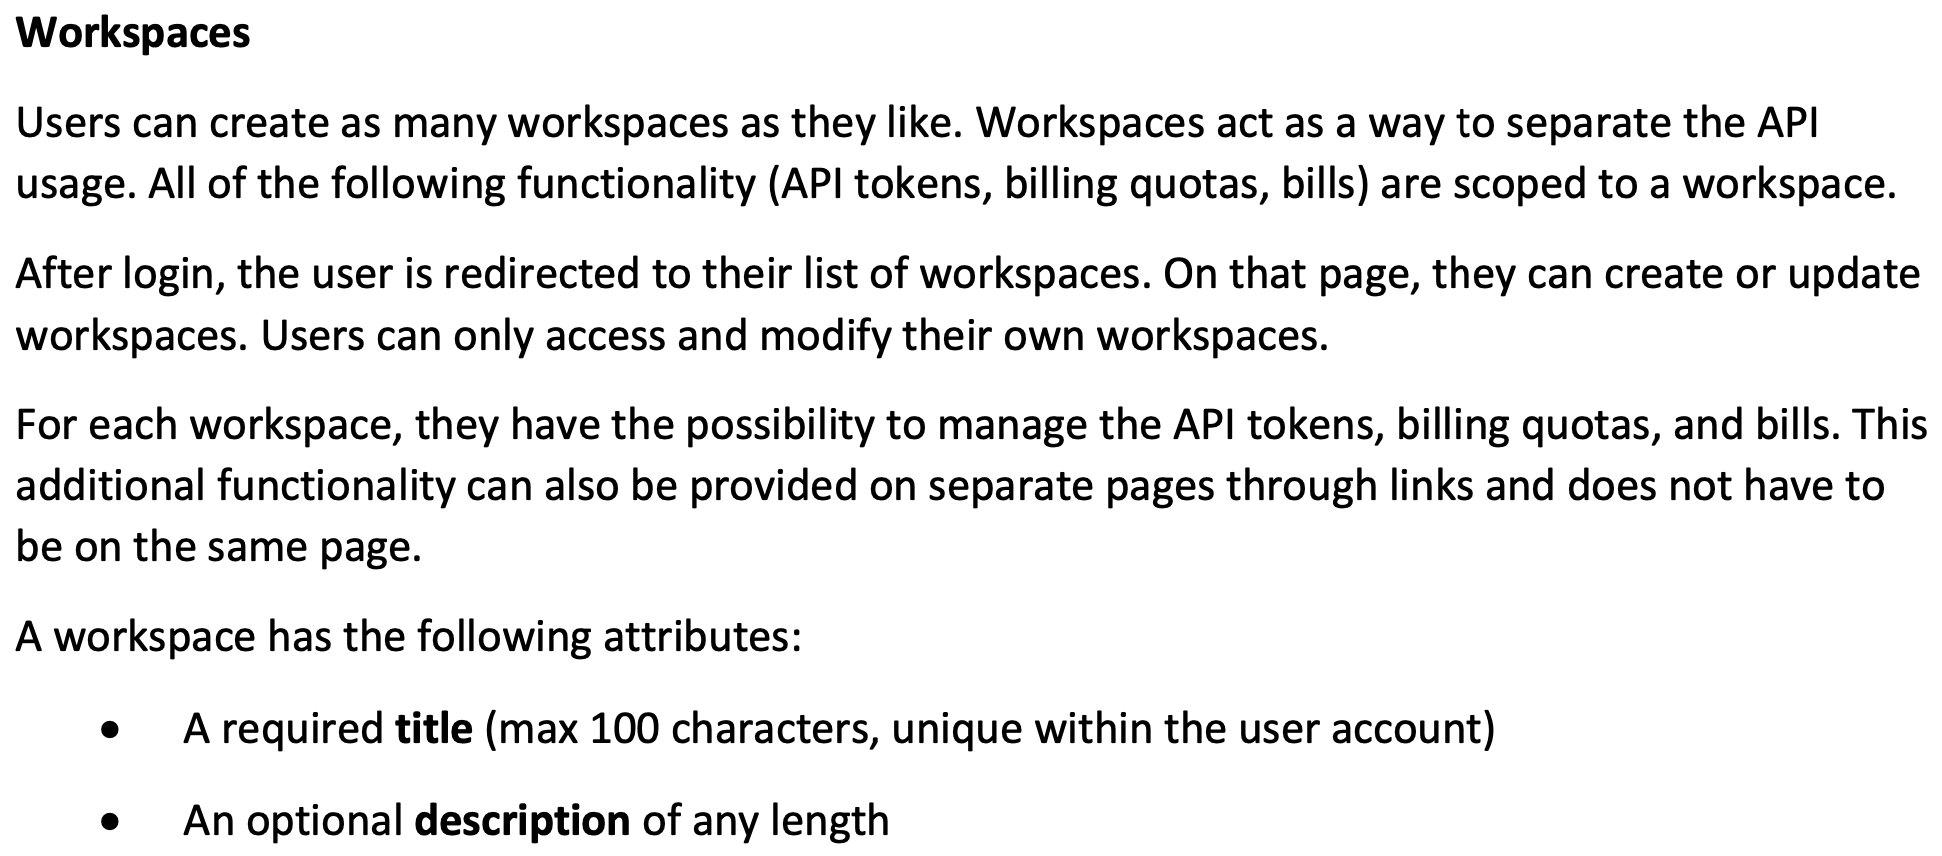 Workspaces
Users can create as many workspaces as they like. Workspaces act as a way to separate the API
usage. All of the following functionality (API tokens, billing quotas, bills) are scoped to a workspace.
After login, the user is redirected to their list of workspaces. On that page, they can create or update
workspaces. Users can only access and modify their own workspaces.
For each workspace, they have the possibility to manage the API tokens, billing quotas, and bills. This
additional functionality can also be provided on separate pages through links and does not have to
be on the same page.
A workspace has the following attributes:
• A required title (max 100 characters, unique within the user account)
• An optional description of any length